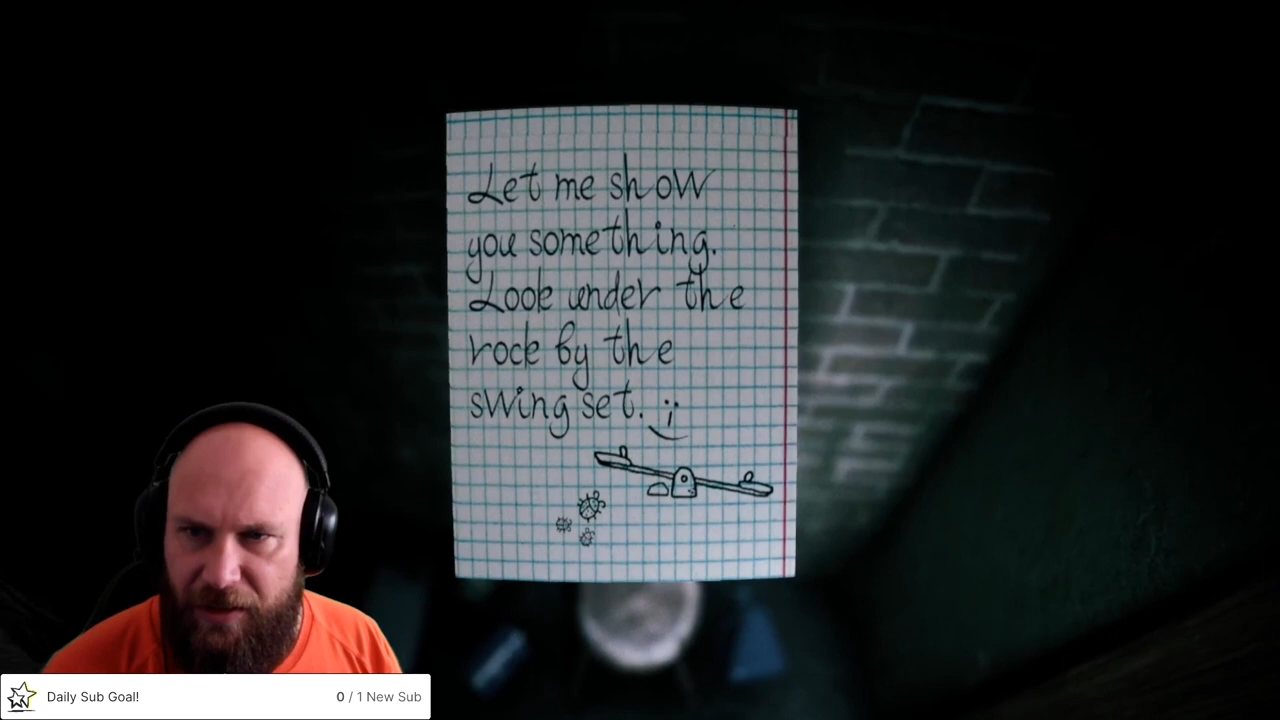 Let me show
you something.
Look under the
rock by the
swing set.
Daily Sub Goal!
0 / 1 New Sub